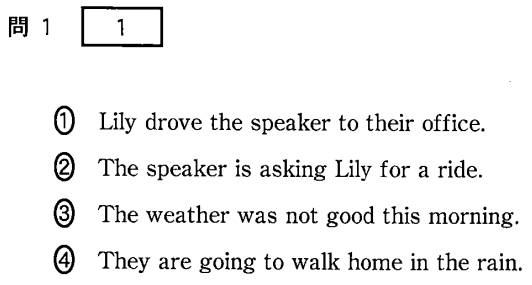 問 1 1
① Lily drove the speaker to their office.
② The speaker is asking Lily for a ride.
③ The weather was not good this morning.
④ They are going to walk home in the rain.